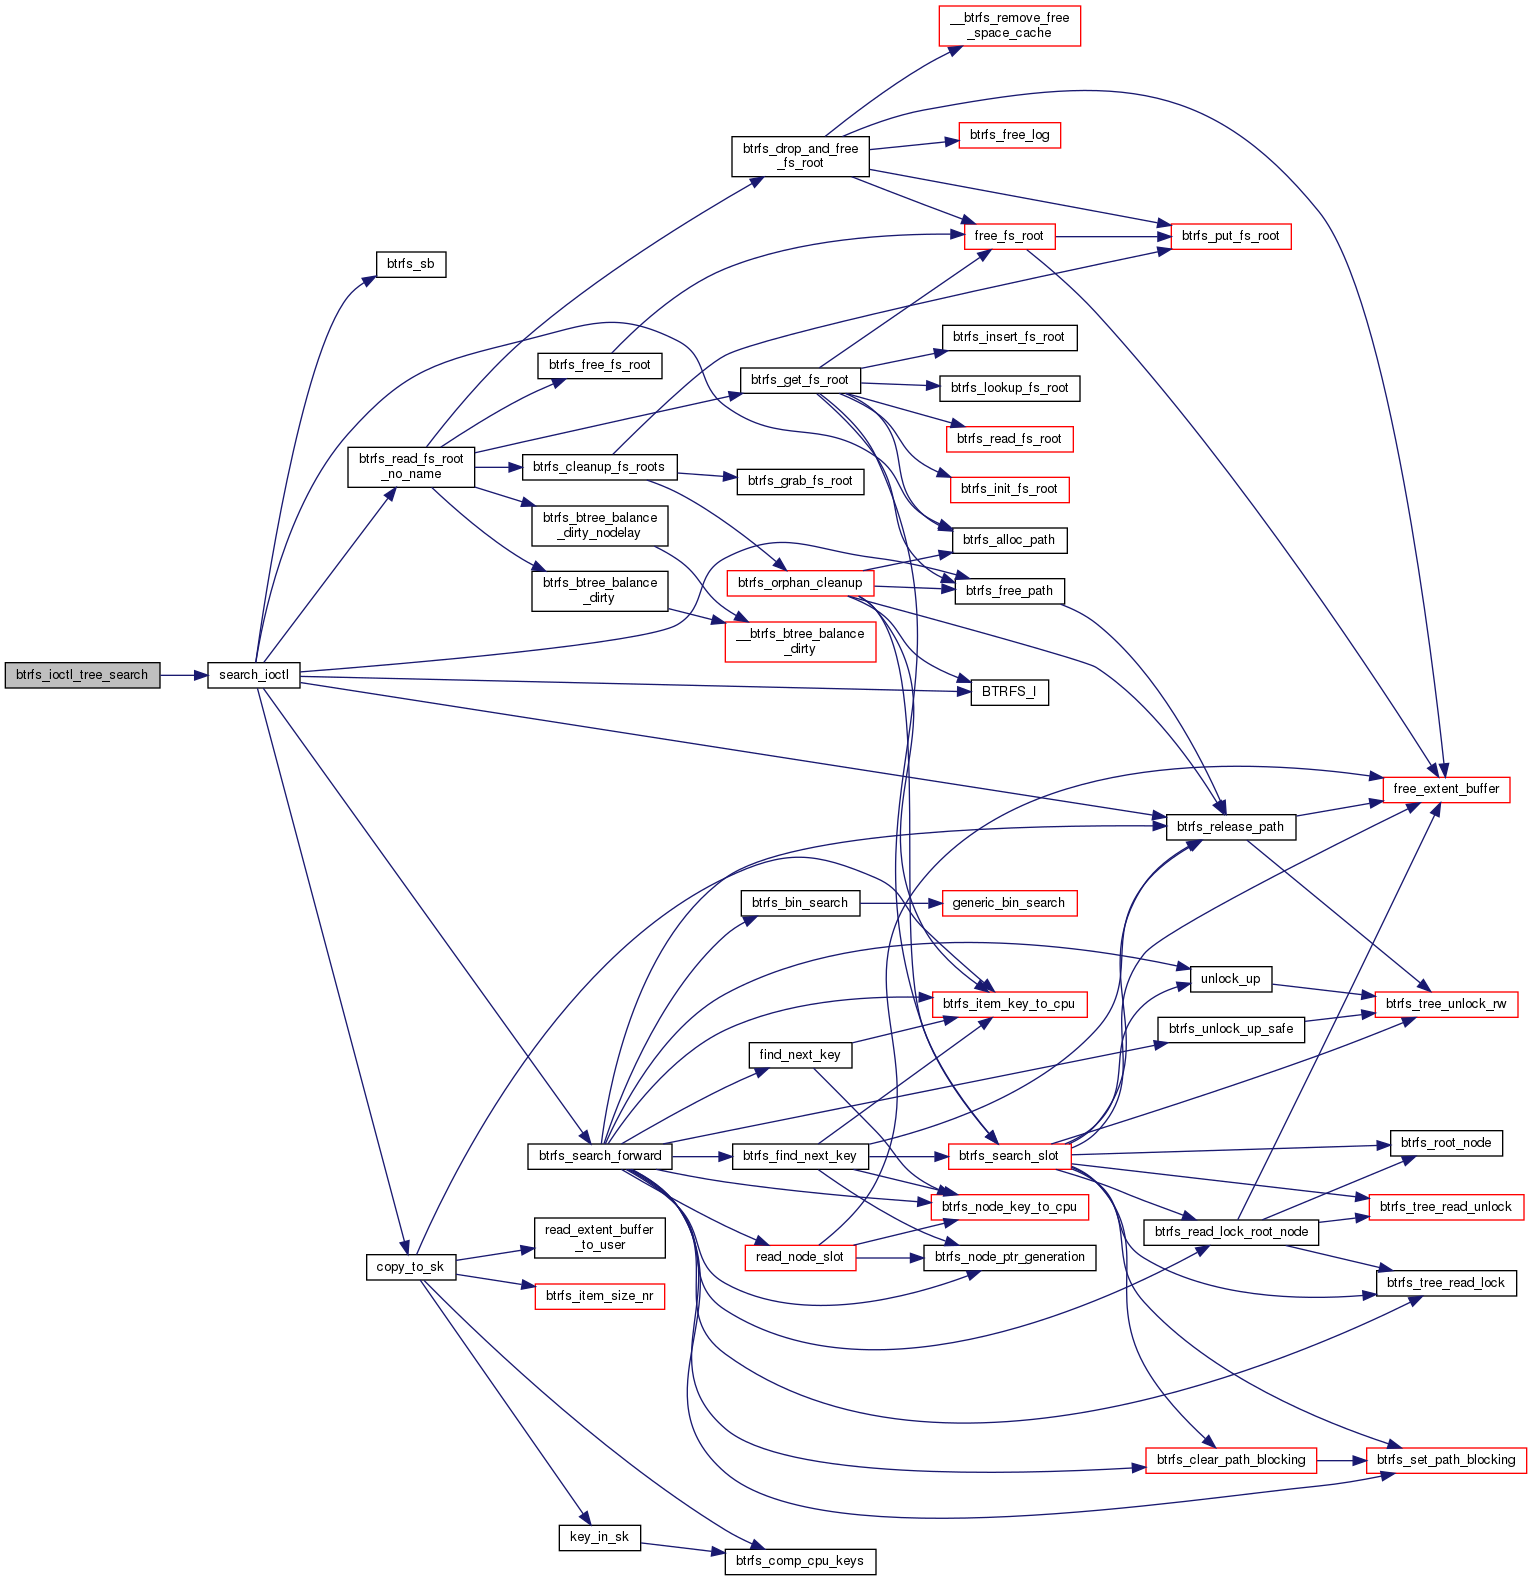 __btrfs_remove_free
_space_cache
btrfs_drop_and_free
_fs_root
btrfs_free_log
free_fs_root
btrfs_put_fs_root
btrfs_sb
btrfs_insert_fs_root
btrfs_free_fs_root
btrfs_get_fs_root
btrfs_lookup_fs_root
btrfs_read_fs_root
btrfs_read_fs_root
_no_name
btrfs_cleanup_fs_roots
btrfs_grab_fs_root
btrfs_init_fs_root
btrfs_btree_balance
_dirty_nodelay
btrfs_alloc_path
btrfs_btree_balance
_dirty
btrfs_orphan_cleanup
btrfs_free_path
__btrfs_btree_balance
_dirty
btrfs_ioctl_tree_search
search_ioctl
BTRFS_I
free_extent_buffer
btrfs_release_path
btrfs_bin_search
generic_bin_search
unlock_up
btrfs_item_key_to_cpu
btrfs_tree_unlock_rw
btrfs_unlock_up_safe
find_next_key
btrfs_search_forward
btrfs_find_next_key
btrfs_search_slot
btrfs_root_node
btrfs_node_key_to_cpu
btrfs_tree_read_unlock
read_extent_buffer
_to_user
btrfs_read_lock_root_node
copy_to_sk
read_node_slot
btrfs_node_ptr_generation
btrfs_tree_read_lock
btrfs_item_size_nr
btrfs_clear_path_blocking
btrfs_set_path_blocking
key_in_sk
btrfs_comp_cpu_keys